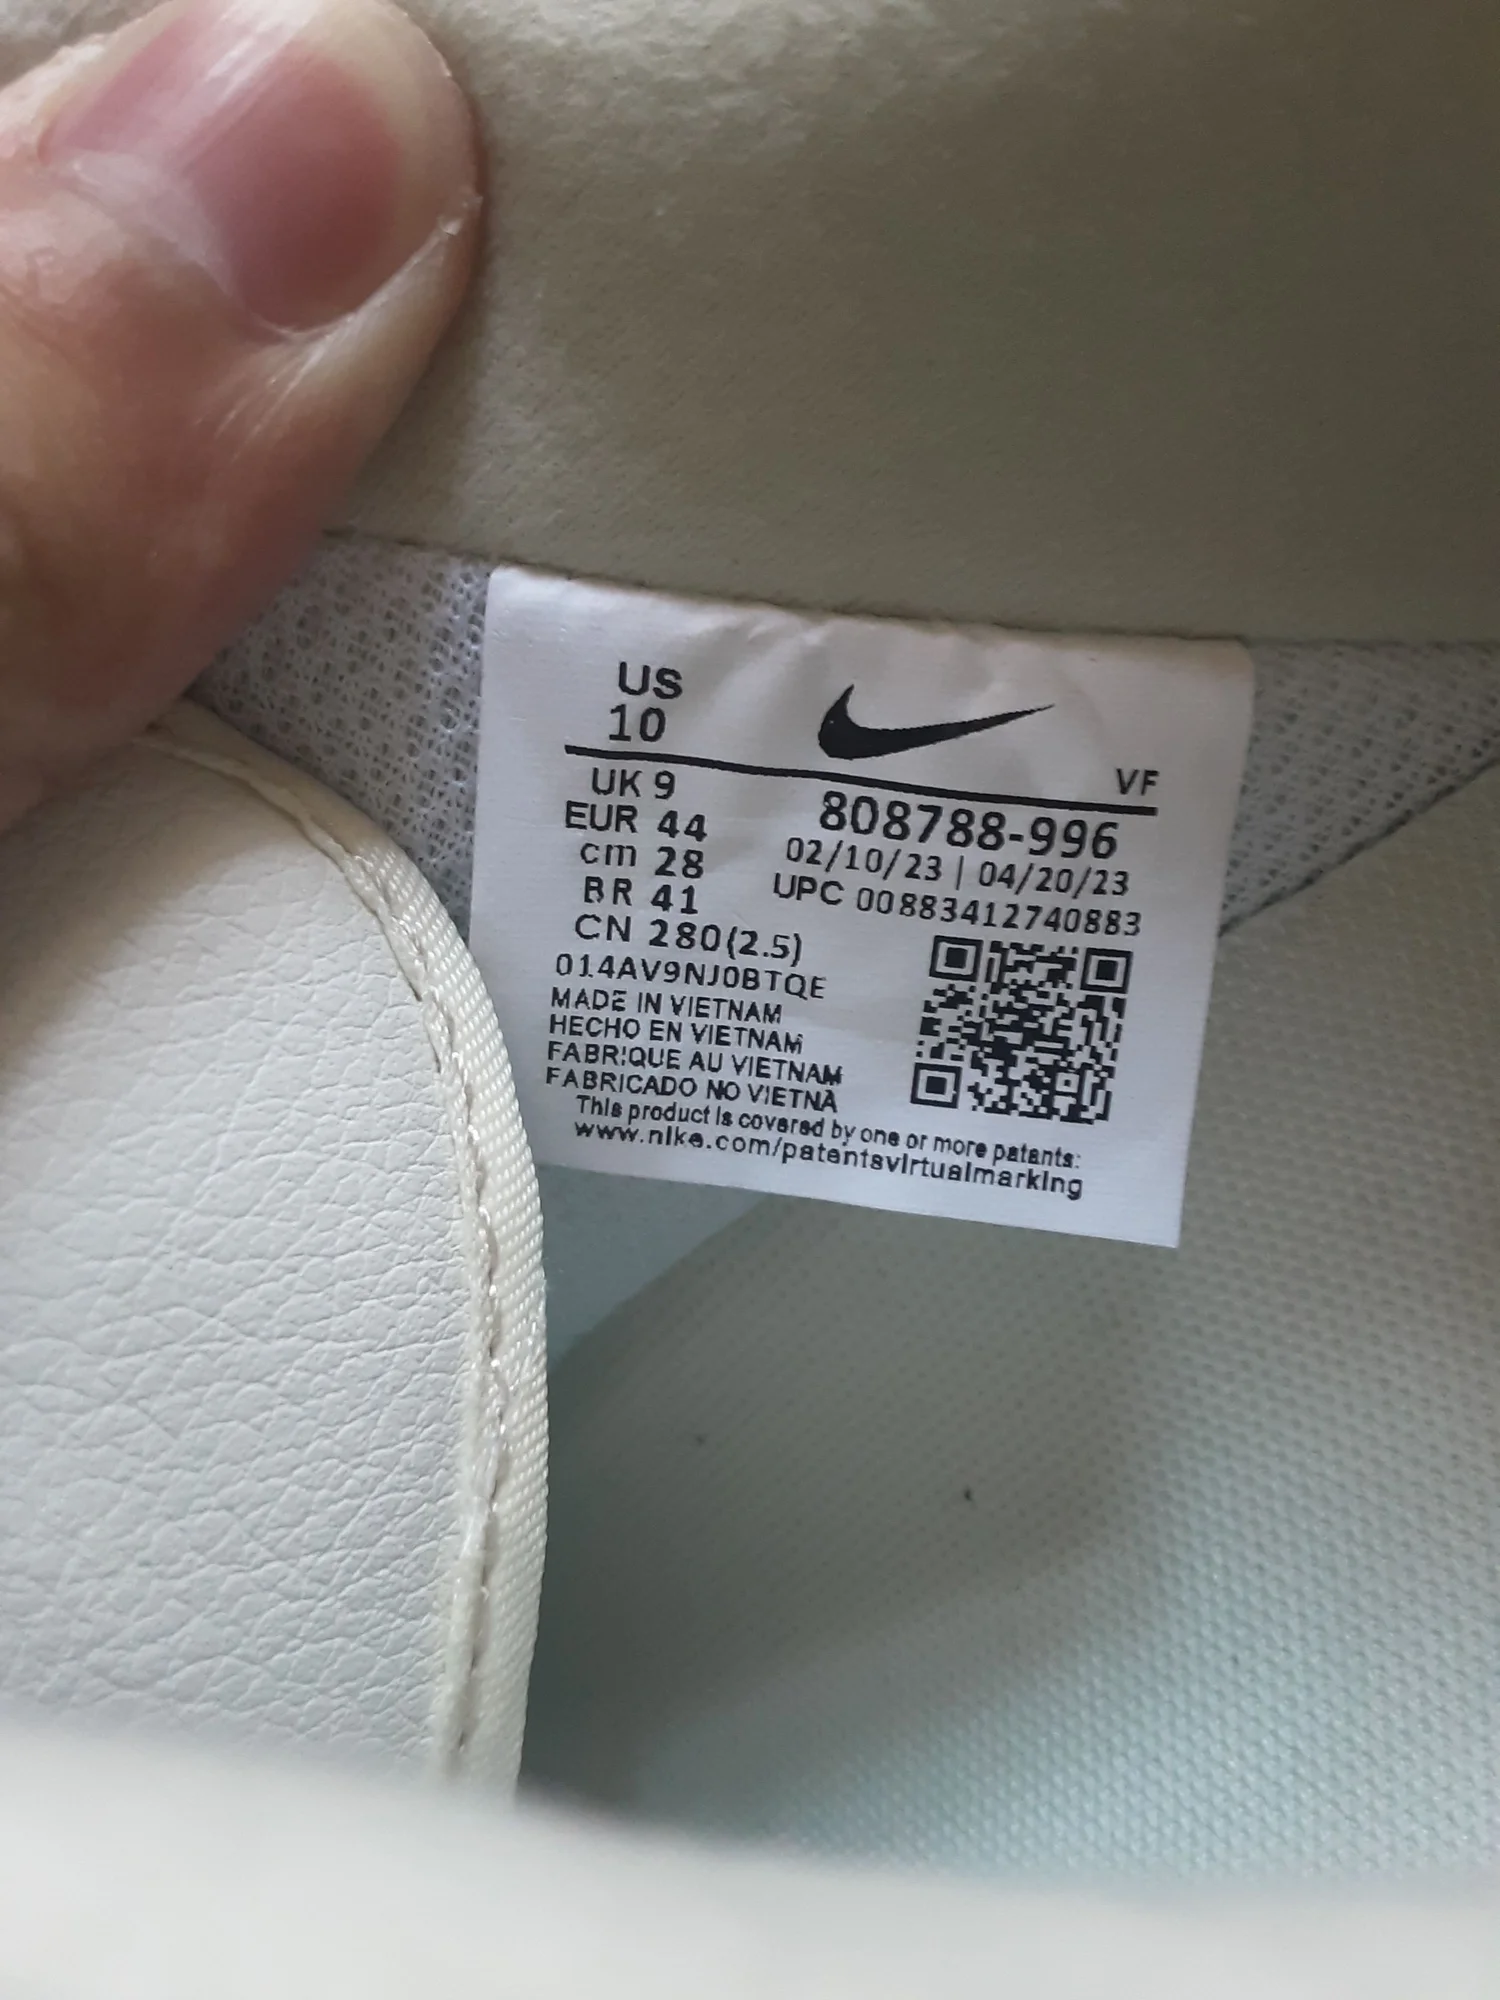 US
10
VF
UK 9
EUR 44
cm 28
BR 41
CN 280(2.5)
808788-996
02/10/23 | 04/20/23
UPC 00883412740883
014AV9NJ0BTQE
MADE IN VIETNAM
HECHO EN VIETNAM
FABRIQUE AU VIETNAM
FABRICADO NO VIETNA
This product is covered by one or more patents:
www.nike.com/patentsvirtualmarking